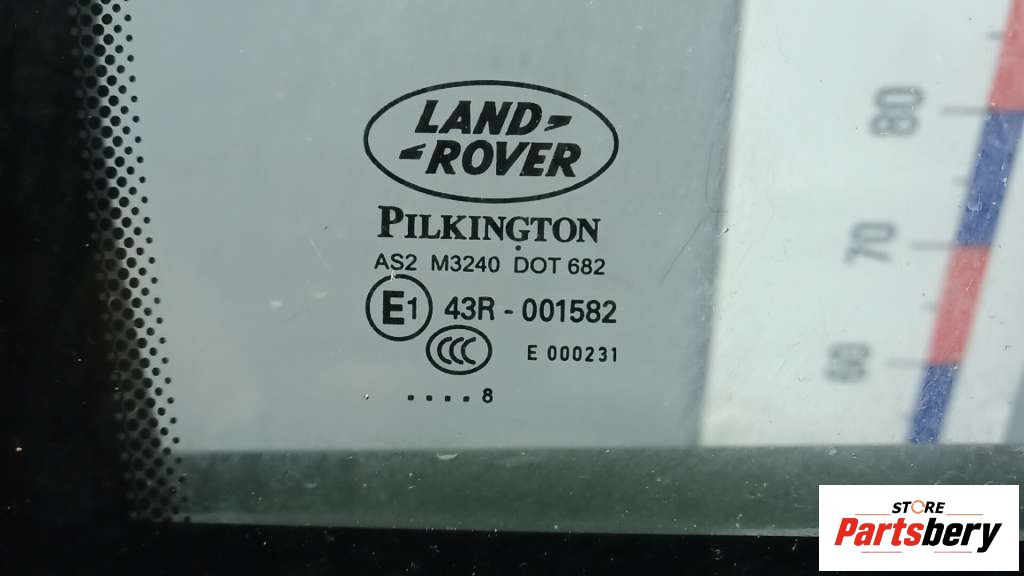 LAND
ROVER
PILKINGTON
AS2 M3240 DOT 682
E1 43R - 001582
CCC E 000231
.... 8
80
70
60
STORE
Partsbery